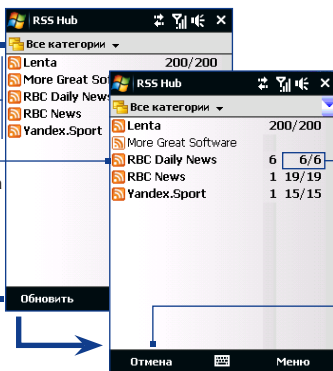 RSS Hub
Все категории
Lenta 200/200
More Great So
RBC Daily News
RBC News
Yandex.Sport
Обновить
RSS Hub
Все категории
Lenta 200/200
More Great Software
RBC Daily News 6 6/6
RBC News 1 19/19
Yandex.Sport 1 15/15
Отмена Меню